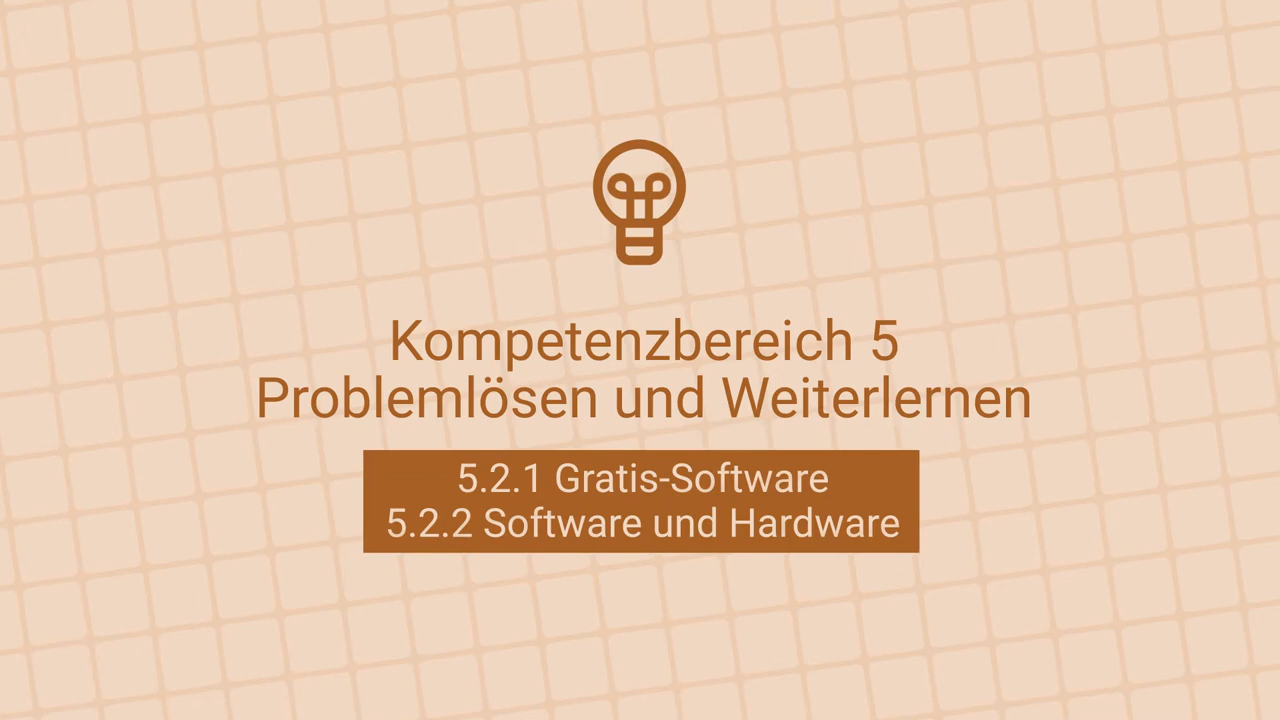 Kompetenzbereich 5
Problemlösen und Weiterlernen
5.2.1 Gratis-Software
5.2.2 Software und Hardware